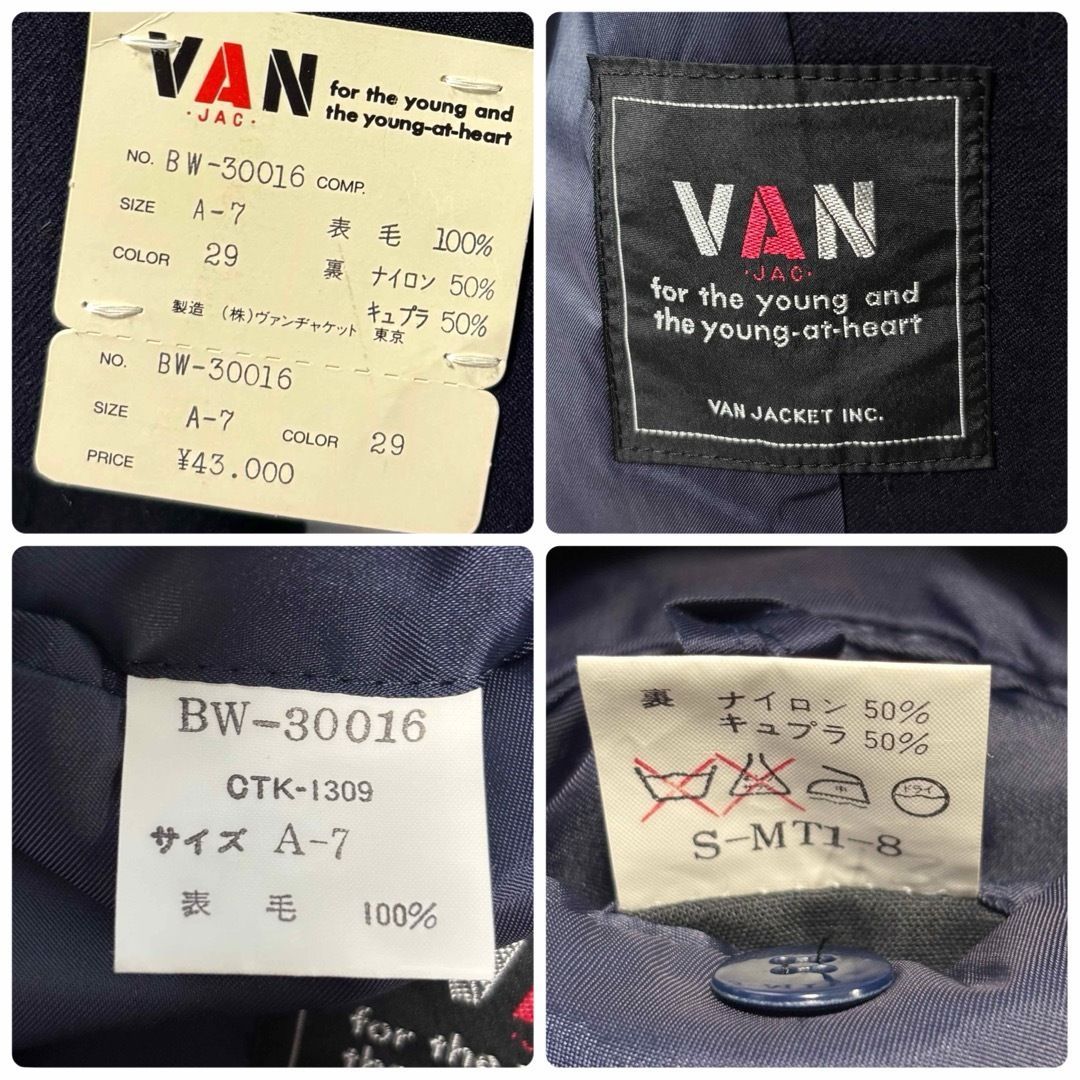 VAN
·JAC·
for the young and
the young-at-heart
NO. BW-30016 COMP.
SIZE A-7 表 毛 100%
COLOR 29 裏 ナイロン 50%
キュプラ 50%
製造 (株)ヴァンヂャケット 東京
NO. BW-30016
SIZE A-7 COLOR 29
PRICE ¥43.000
VAN
·JAC·
for the young and
the young-at-heart
VAN JACKET INC.
BW-30016
CTK-1309
サイズ A-7
表 毛 100%
for the
the
裏 ナイロン 50%
キュプラ 50%
中 ドライ
S-MT1-8